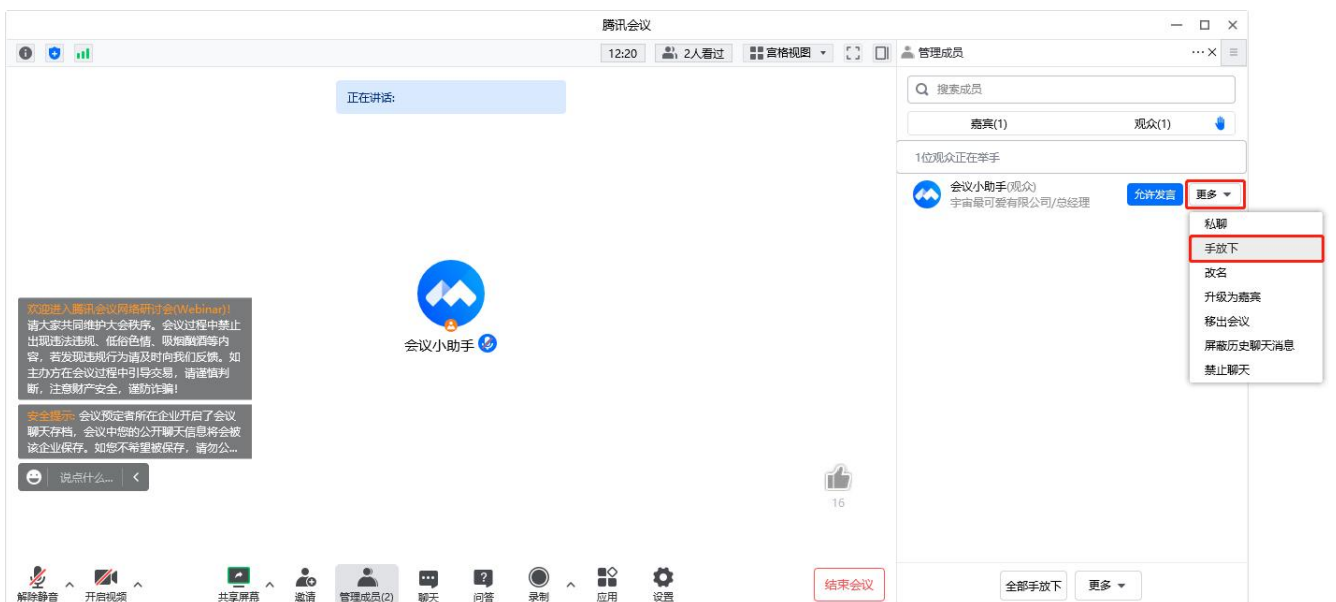 腾讯会议
12:20
2人看过
宫格视图
管理成员
正在讲话:
搜索成员
嘉宾(1)
观众(1)
1位观众正在举手
会议小助手(观众)
宇宙最可爱有限公司/总经理
允许发言
更多
私聊
手放下
改名
升级为嘉宾
移出会议
屏蔽历史聊天消息
禁止聊天
会议小助手
欢迎进入腾讯会议网络研讨会(Webinar)!
请大家共同维护大会秩序。会议过程中禁止
出现违法违规、低俗色情、吸烟酗酒等内
容，若发现违规行为请及时向我们反馈。如
主办方在会议过程中引导交易，请谨慎判
断，注意财产安全，谨防诈骗!
安全提示: 会议预定者所在企业开启了会议
聊天存档，会议中您的公开聊天信息将会被
该企业保存。如您不希望被保存，请勿公...
说点什么...
16
解除静音
开启视频
共享屏幕
邀请
管理成员(2)
聊天
问答
录制
应用
设置
结束会议
全部手放下
更多